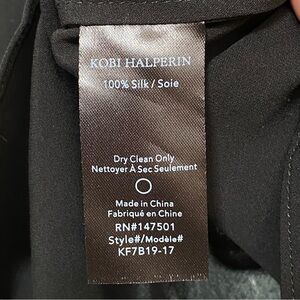 KOBI HALPERIN
100% Silk / Soie
Dry Clean Only
Nettoyer À Sec Seulement
Made in China
Fabriqué en Chine
RN#147501
Style#/Modèle#
KF7B19-17